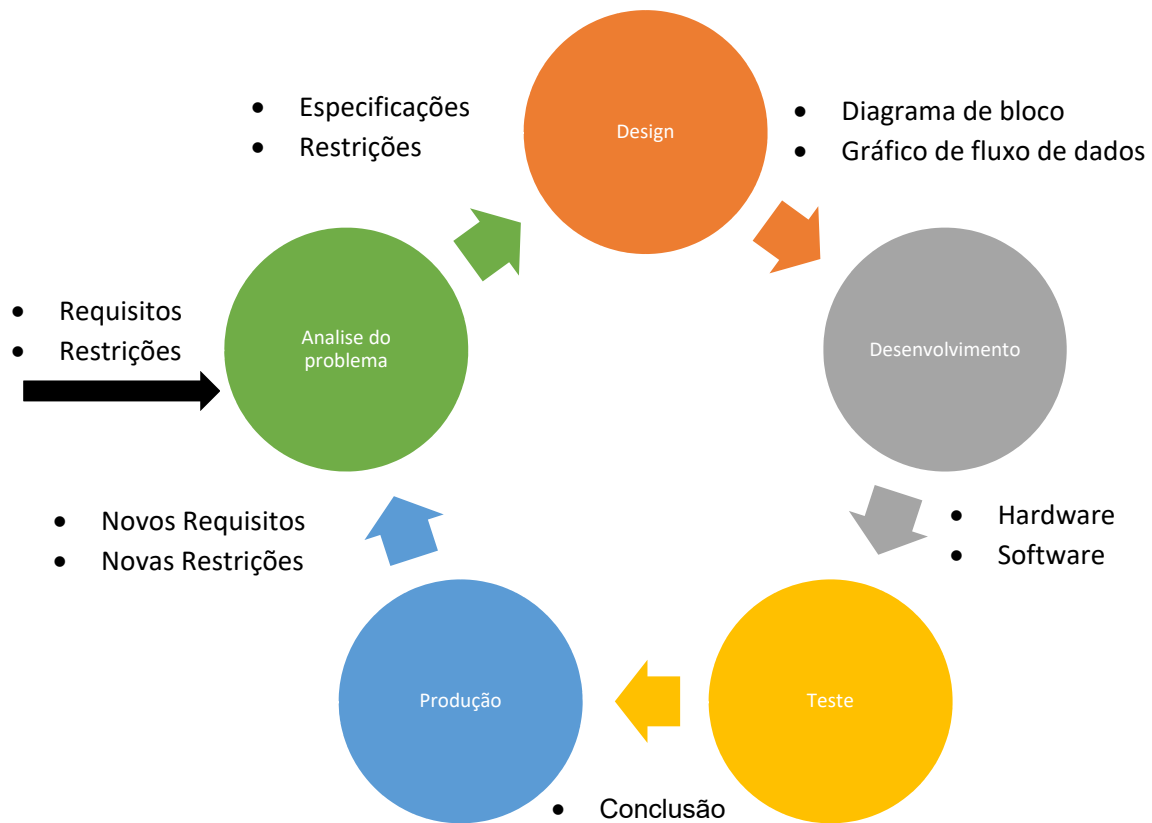 • Especificações
• Restrições
Design
• Diagrama de bloco
• Gráfico de fluxo de dados
• Requisitos
• Restrições
Analise do
problema
Desenvolvimento
• Novos Requisitos
• Novas Restrições
• Hardware
• Software
Produção
Teste
• Conclusão